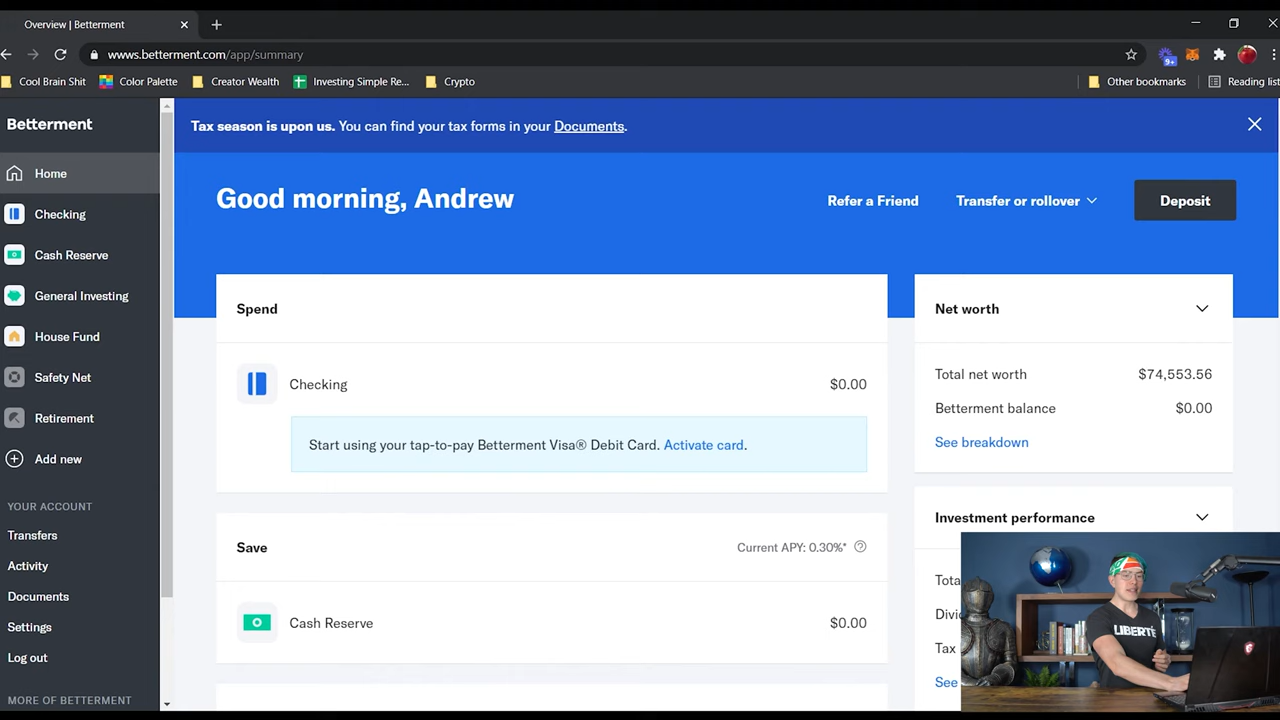 Overview | Betterment
wwws.betterment.com/app/summary
9+
Cool Brain Shit
Color Palette
Creator Wealth
Investing Simple Re...
Crypto
Other bookmarks
Reading list
Betterment
Home
Checking
Cash Reserve
General Investing
House Fund
Safety Net
Retirement
Add new
YOUR ACCOUNT
Transfers
Activity
Documents
Settings
Log out
MORE OF BETTERMENT
Tax season is upon us. You can find your tax forms in your Documents.
Good morning, Andrew
Refer a Friend
Transfer or rollover
Deposit
Spend
Checking
$0.00
Start using your tap-to-pay Betterment Visa® Debit Card. Activate card.
Save
Current APY: 0.30%*
Cash Reserve
$0.00
Net worth
Total net worth
$74,553.56
Betterment balance
$0.00
See breakdown
Investment performance
Tota
Divid
Tax
See
LIBERTÉ